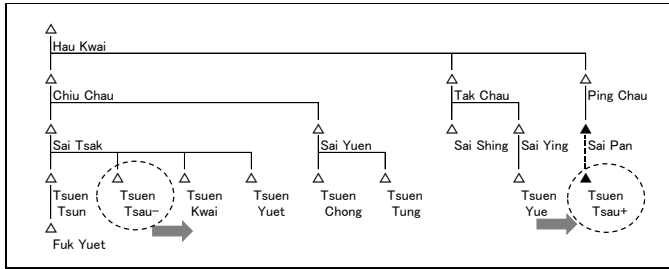 Hau Kwai
Chiu Chau
Tak Chau
Ping Chau
Sai Tsak
Sai Yuen
Sai Shing
Sai Ying
Sai Pan
Tsuen
Tsun
Tsuen
Tsau−
Tsuen
Kwai
Tsuen
Yuet
Tsuen
Chong
Tsuen
Tung
Tsuen
Yue
Tsuen
Tsau+
Fuk Yuet